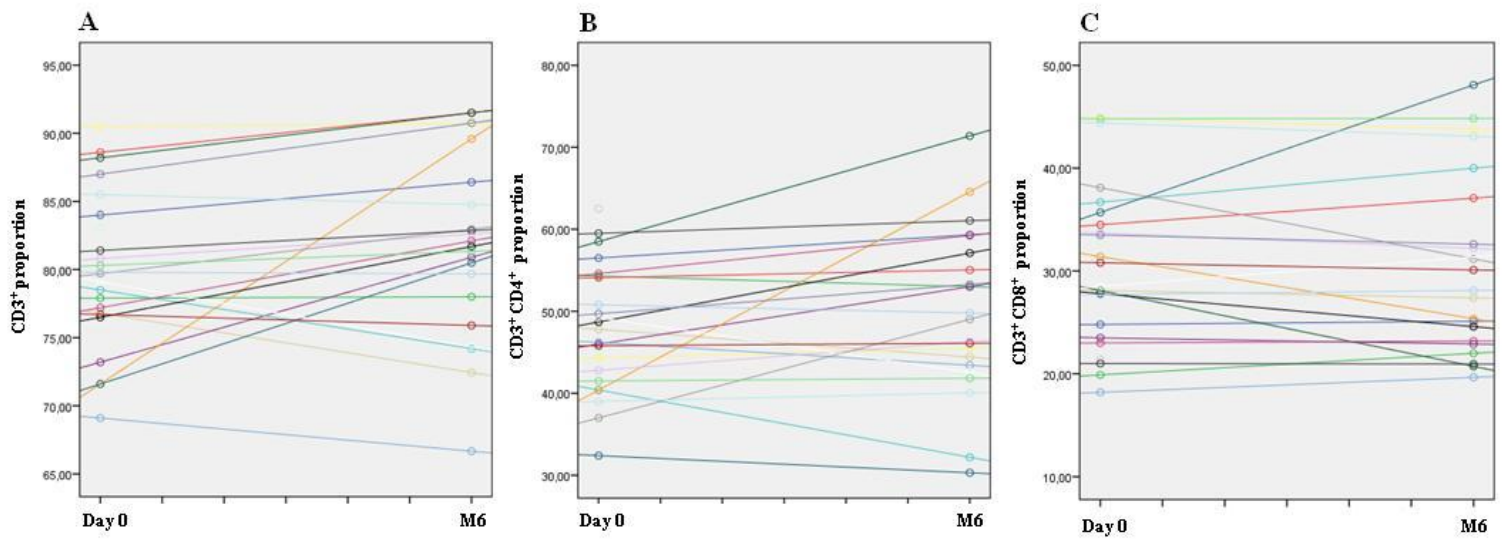 A
CD3+ proportion
95,00
90,00
85,00
80,00
75,00
70,00
65,00
Day 0
M6
B
CD3+CD4+ proportion
80,00
70,00
60,00
50,00
40,00
30,00
Day 0
M6
C
CD3+CD8+ proportion
50,00
40,00
30,00
20,00
10,00
Day 0
M6